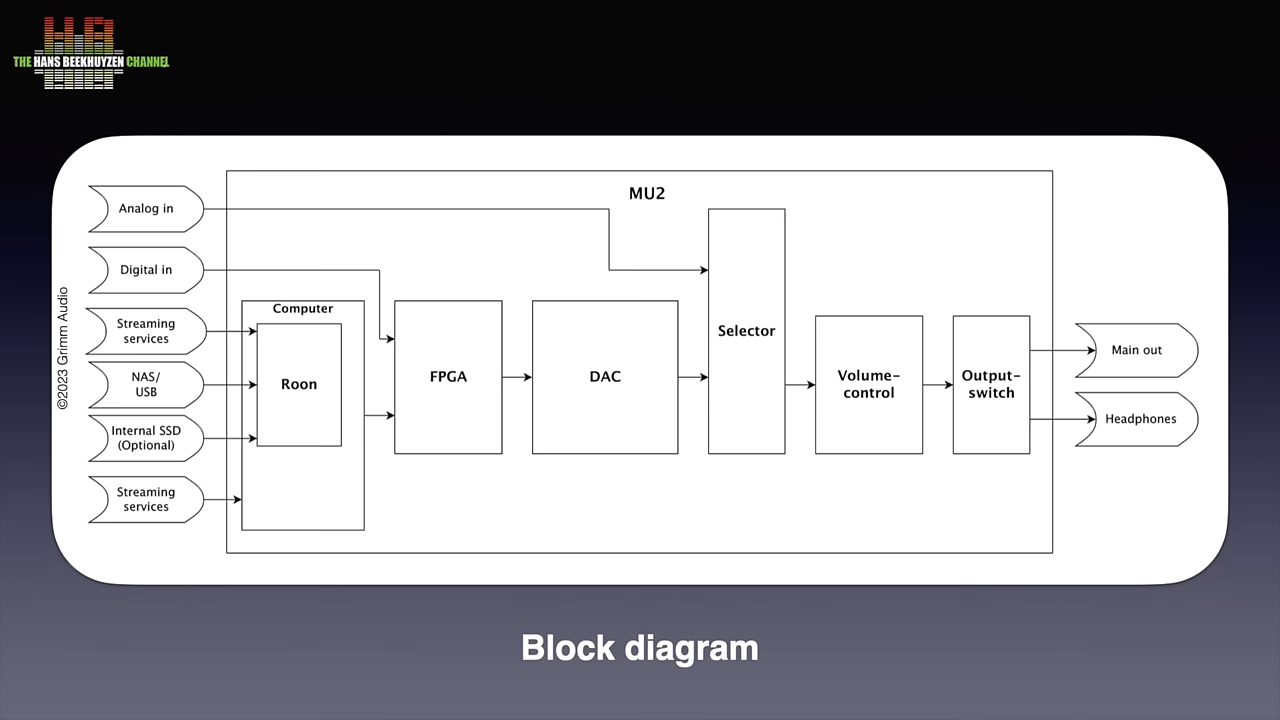 THE HANS BEEKHUYZEN CHANNEL
MU2
Analog in
Digital in
Streaming
services
NAS/
USB
Internal SSD
(Optional)
Streaming
services
Computer
Roon
FPGA
DAC
Selector
Volume-
control
Output-
switch
Main out
Headphones
©2023 Grimm Audio
Block diagram